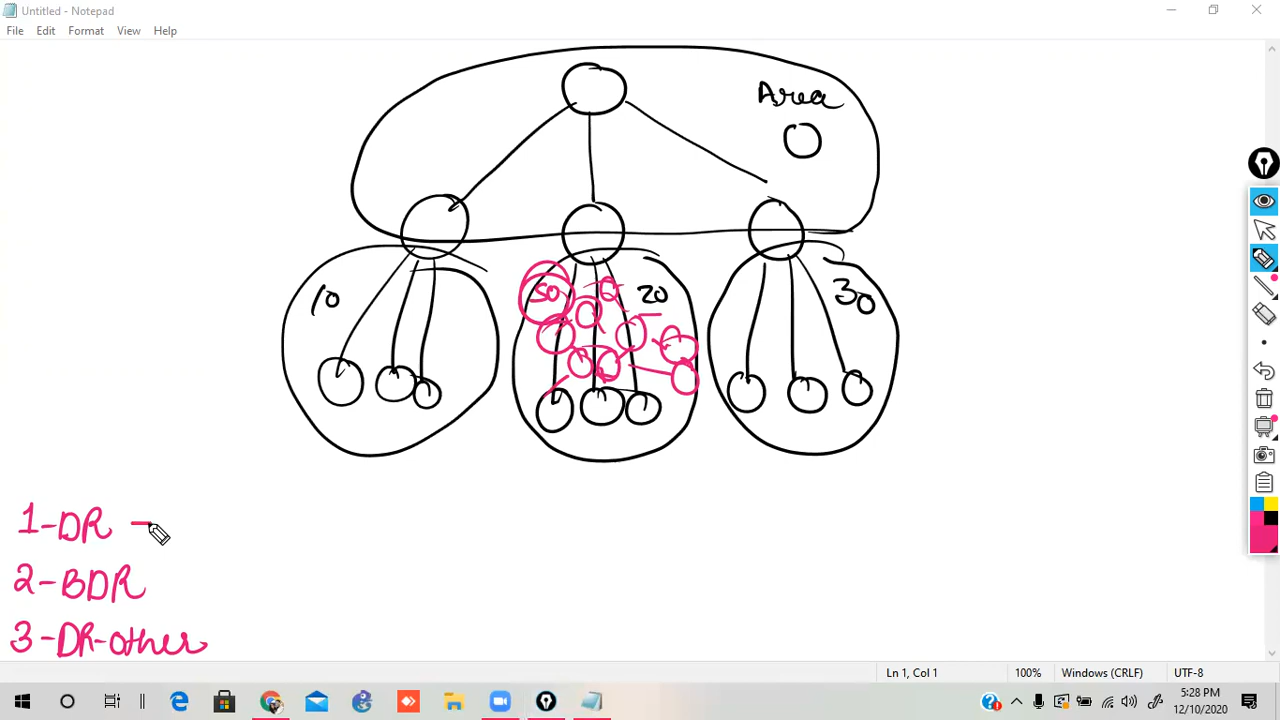 Untitled - Notepad
File Edit Format View Help
Area
10
50
20
30
1-DR -
2-BDR
3-DR-other
Ln 1, Col 1 100% Windows (CRLF) UTF-8
5:28 PM
12/10/2020